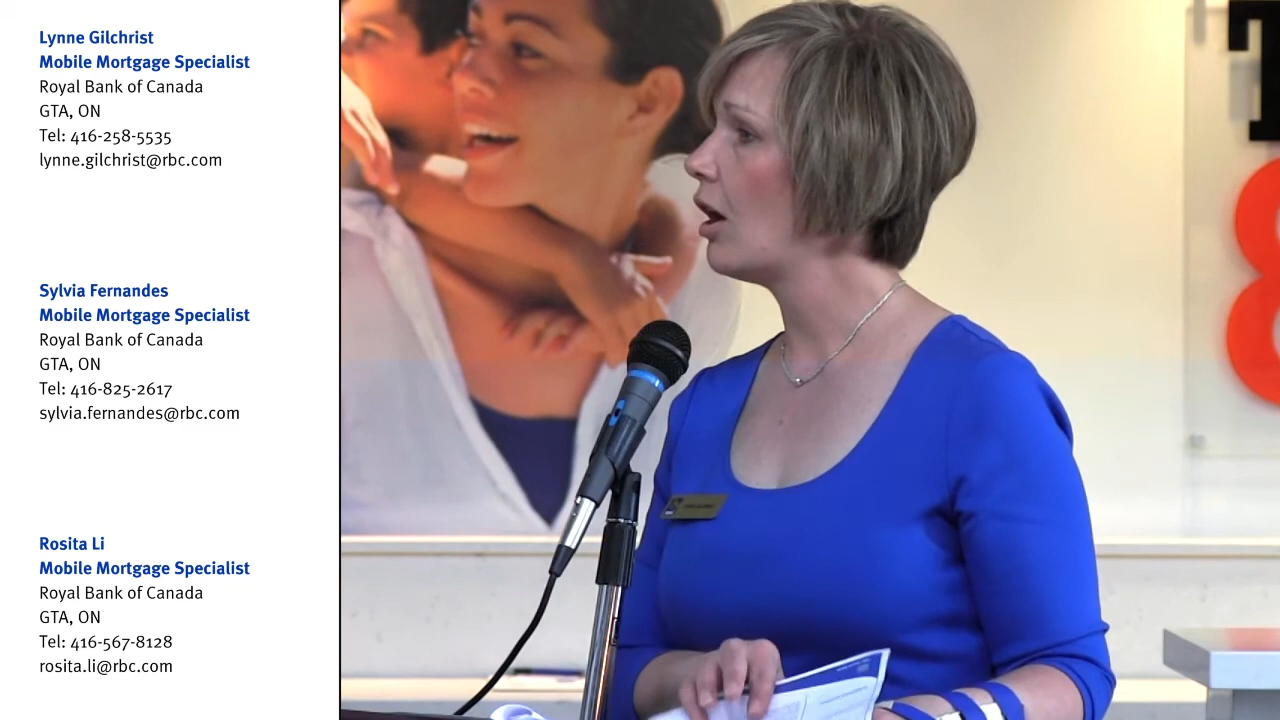 Lynne Gilchrist
Mobile Mortgage Specialist
Royal Bank of Canada
GTA, ON
Tel: 416-258-5535
lynne.gilchrist@rbc.com
Sylvia Fernandes
Mobile Mortgage Specialist
Royal Bank of Canada
GTA, ON
Tel: 416-825-2617
sylvia.fernandes@rbc.com
Rosita Li
Mobile Mortgage Specialist
Royal Bank of Canada
GTA, ON
Tel: 416-567-8128
rosita.li@rbc.com
&